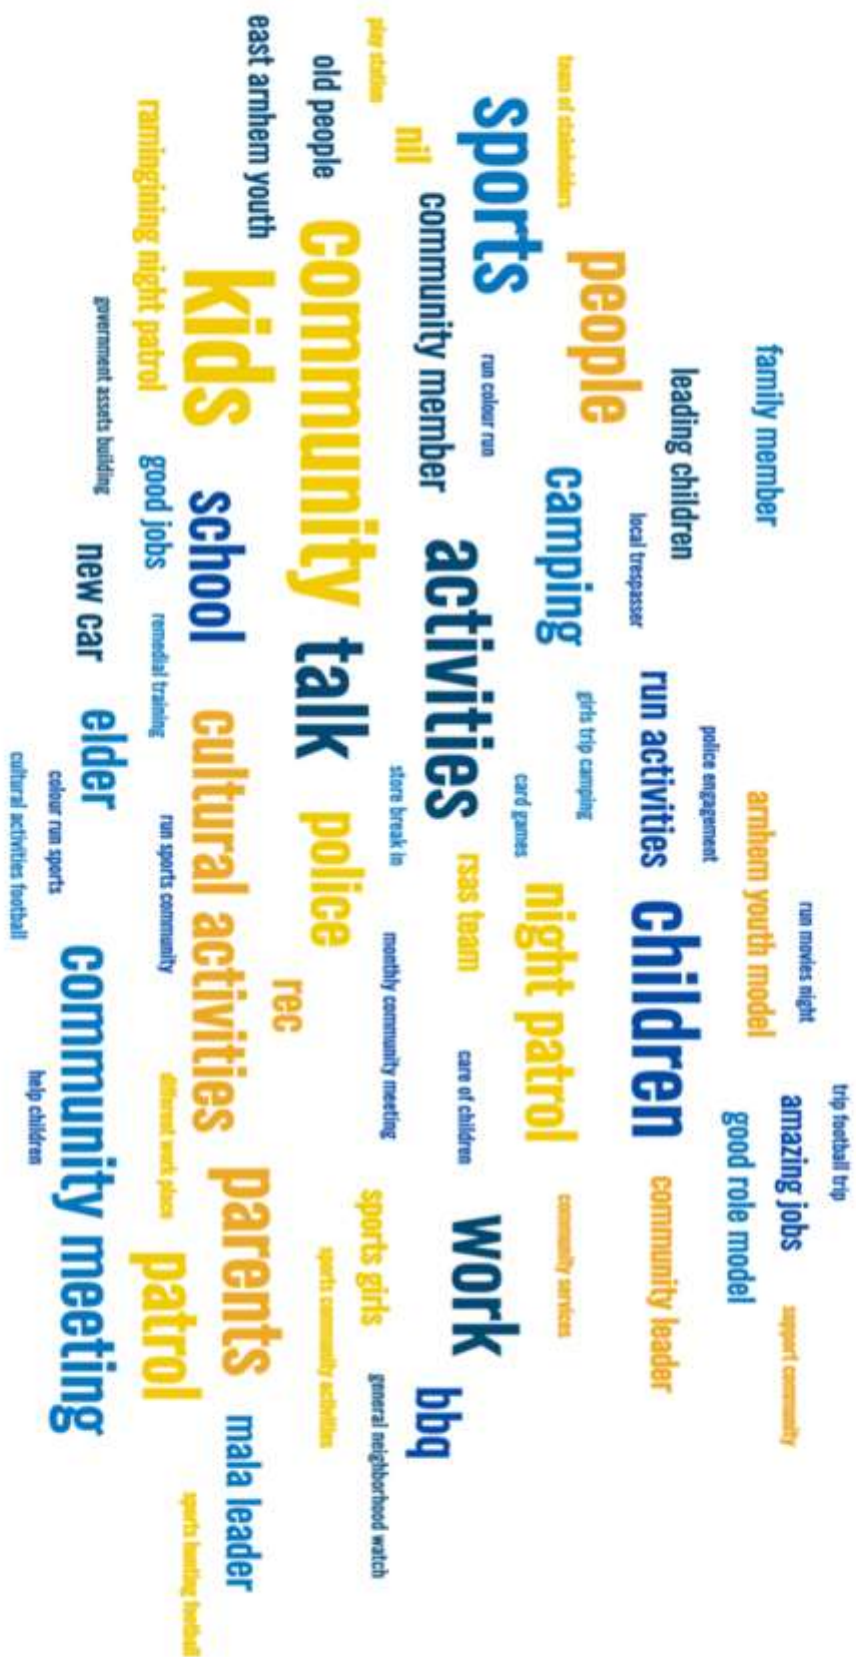 trip football trip
run movies night
amazing jobs
support community
family member
arnhem youth model
good role model
leading children
police engagement
local trespasser
run activities
children
community leader
team of stakeholders
people
camping
girls trip camping
night patrol
community services
sports
run colour run
card games
community member
activities
rsas team
care of children
work
play station
nil
store break in
monthly community meeting
bbq
old people
community
talk
police
sports girls
general neighborhood watch
east arnhem youth
rec
sports community activities
kids
school
cultural activities
parents
mala leader
ramingining night patrol
good jobs
remedial training
run sports community
different work place
patrol
sports hunting football
government assets building
new car
elder
community meeting
colour run sports
help children
cultural activities football